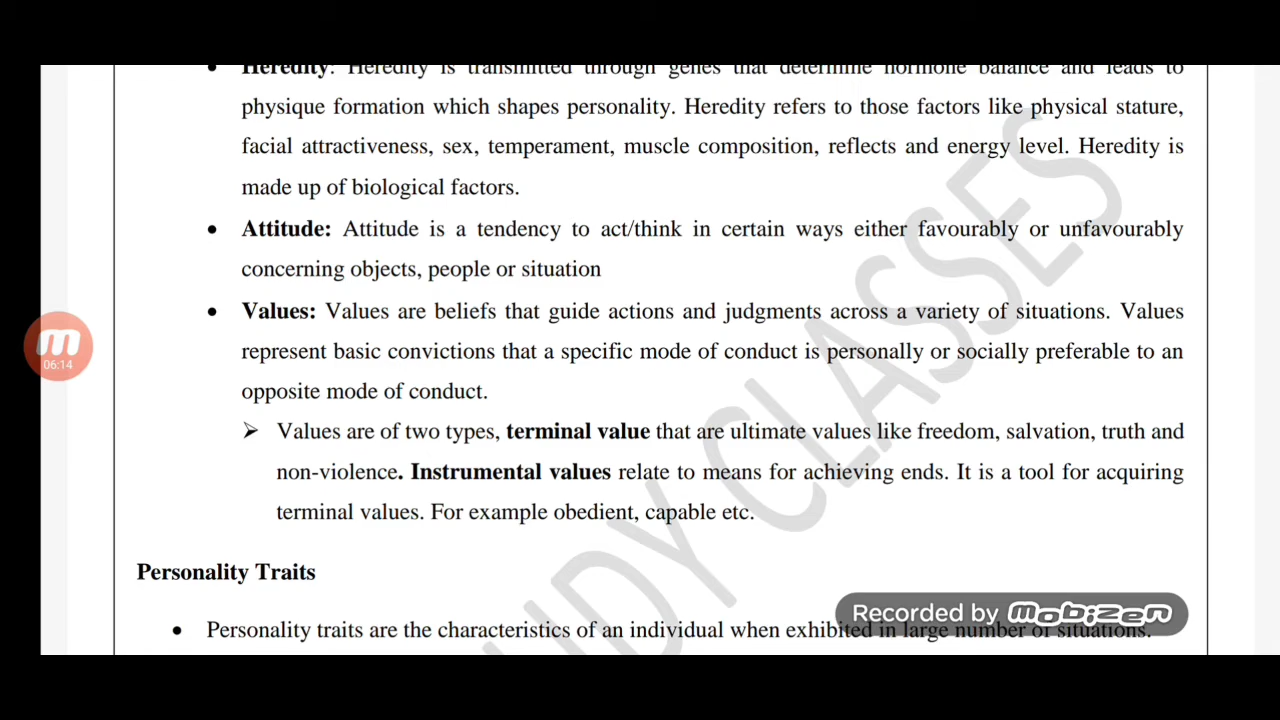 • Heredity: Heredity is transmitted through genes that determine hormone balance and leads to
physique formation which shapes personality. Heredity refers to those factors like physical stature,
facial attractiveness, sex, temperament, muscle composition, reflects and energy level. Heredity is
made up of biological factors.
• Attitude: Attitude is a tendency to act/think in certain ways either favourably or unfavourably
concerning objects, people or situation
• Values: Values are beliefs that guide actions and judgments across a variety of situations. Values
represent basic convictions that a specific mode of conduct is personally or socially preferable to an
opposite mode of conduct.
➢ Values are of two types, terminal value that are ultimate values like freedom, salvation, truth and
non-violence. Instrumental values relate to means for achieving ends. It is a tool for acquiring
terminal values. For example obedient, capable etc.
Personality Traits
• Personality traits are the characteristics of an individual when exhibited in large number of situations.
UDY CLASSES
m
06:14
Recorded by mobizen